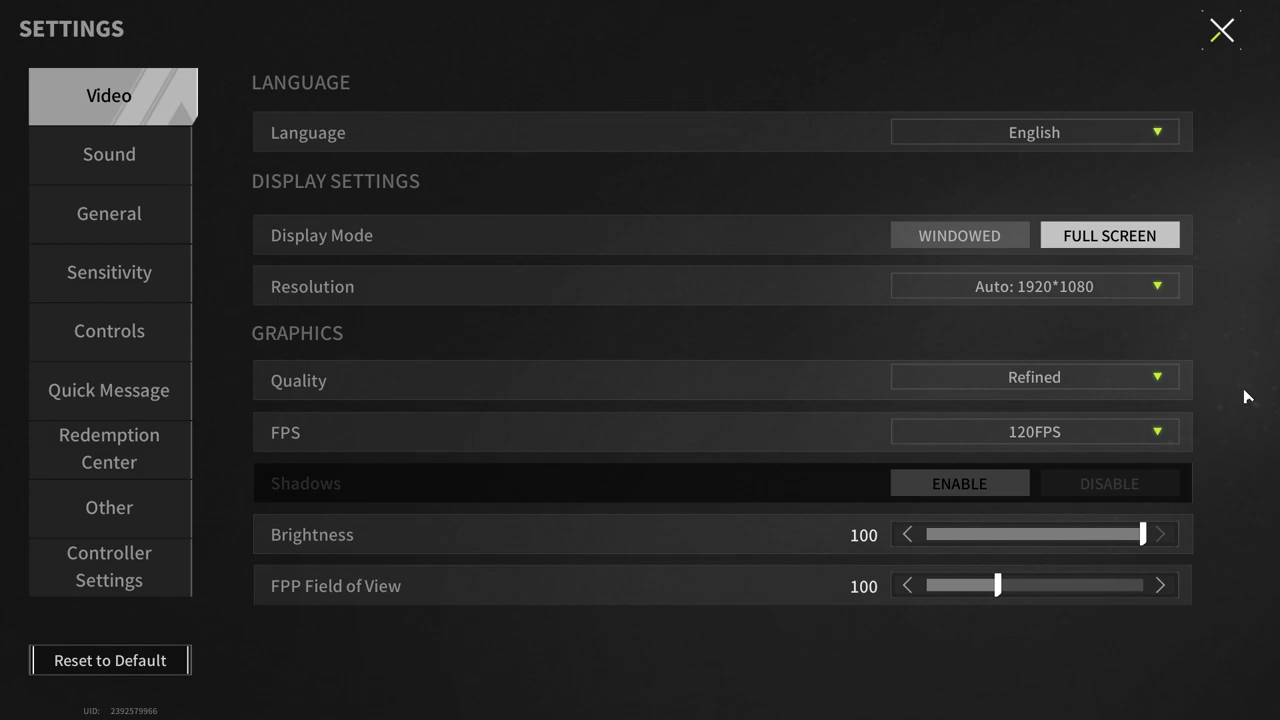 SETTINGS
Video
Sound
General
Sensitivity
Controls
Quick Message
Redemption
Center
Other
Controller
Settings
Reset to Default
UID: 2392579966
LANGUAGE
Language English
DISPLAY SETTINGS
Display Mode WINDOWED FULL SCREEN
Resolution Auto: 1920*1080
GRAPHICS
Quality Refined
FPS 120FPS
Shadows ENABLE DISABLE
Brightness 100
FPP Field of View 100